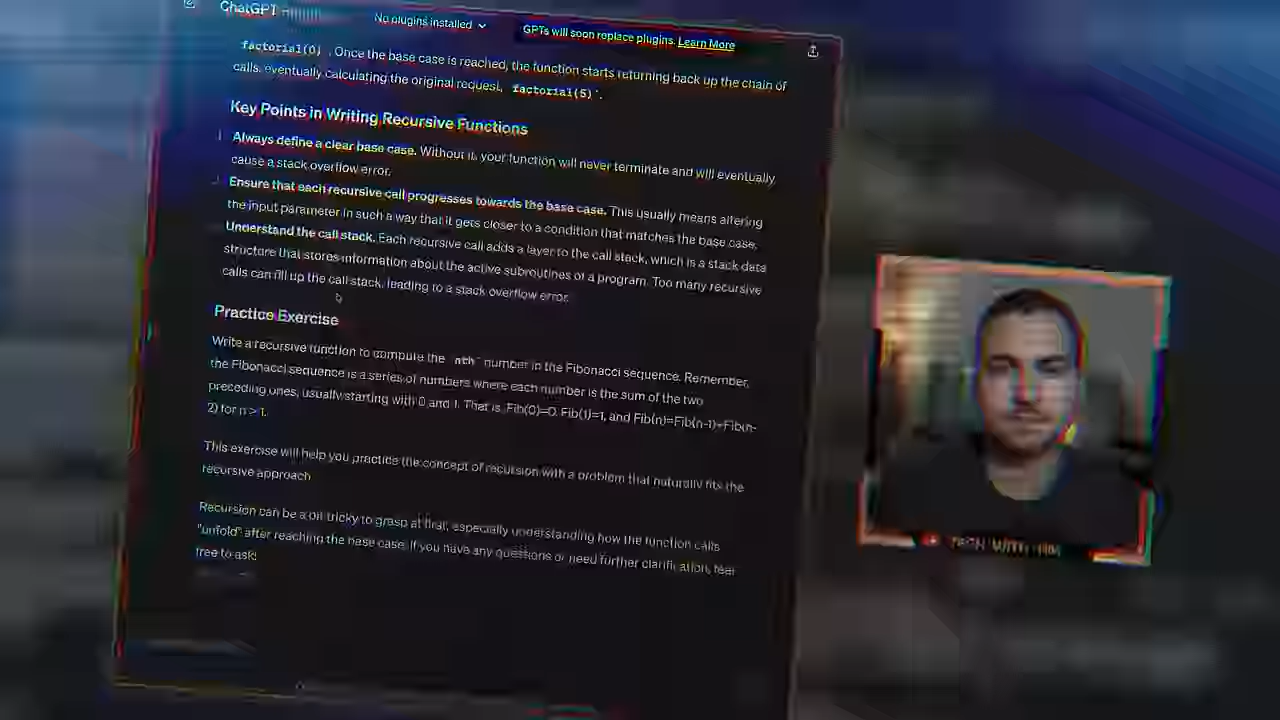 ChatGPT
No plugins installed
GPTs will soon replace plugins. Learn More
factorial(0) . Once the base case is reached, the function starts returning back up the chain of
calls, eventually calculating the original request, factorial(5)`.
Key Points in Writing Recursive Functions
Always define a clear base case. Without it, your function will never terminate and will eventually
cause a stack overflow error.
Ensure that each recursive call progresses towards the base case. This usually means altering
the input parameter in such a way that it gets closer to a condition that matches the base case.
Understand the call stack. Each recursive call adds a layer to the call stack, which is a stack data
structure that stores information about the active subroutines of a program. Too many recursive
calls can fill up the call stack, leading to a stack overflow error.
Practice Exercise
Write a recursive function to compute the `nth` number in the Fibonacci sequence. Remember,
the Fibonacci sequence is a series of numbers where each number is the sum of the two
preceding ones, usually starting with 0 and 1. That is, Fib(0)=0, Fib(1)=1, and Fib(n)=Fib(n-1)+Fib(n-
2) for n > 1.
This exercise will help you practice the concept of recursion with a problem that naturally fits the
recursive approach
Recursion can be a bit tricky to grasp at first, especially understanding how the function calls
"unfold" after reaching the base case. If you have any questions or need further clarification, feel
free to ask!
TECH WITH TIM